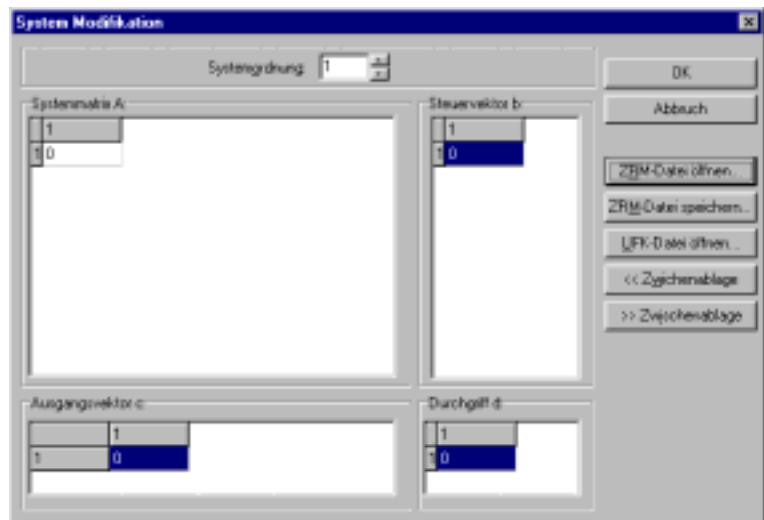 System Modifikation
Systemordnung: 1
OK
Abbruch
Systemmatrix A:
1
1 0
Steuervektor b:
1
1 0
ZRM-Datei öffnen...
ZRM-Datei speichern...
UFK-Datei öffnen...
<< Zwichenablage
>> Zwischenablage
Ausgangsvektor c:
1
1 0
Durchgriff d:
1
1 0